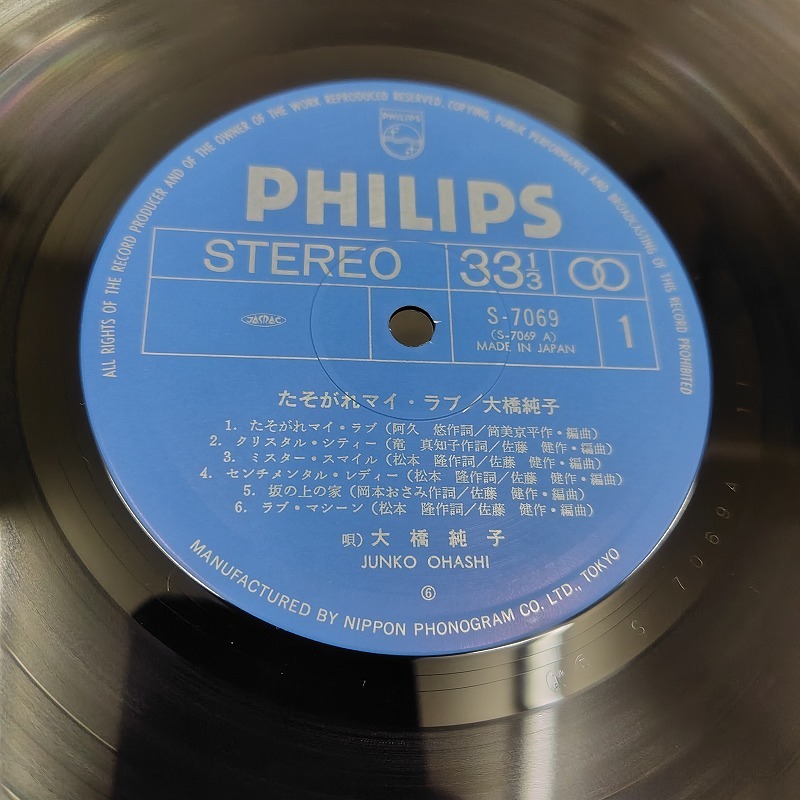 ALL RIGHTS OF THE RECORD PRODUCER AND OF THE OWNER OF THE WORK REPRODUCED RESERVED. COPYING, PUBLIC PERFORMANCE AND BROADCASTING OF THIS RECORD PROHIBITED
PHILIPS
PHILIPS
STEREO 33 1/3
JASRAC
S-7069
(S-7069 A)
MADE IN JAPAN
1
たそがれマイ・ラブ/大橋純子
1. たそがれマイ・ラブ(阿久 悠作詞/筒美京平作・編曲)
2. クリスタル・シティー(竜 真知子作詞/佐藤 健作・編曲)
3. ミスター・スマイル(松本 隆作詞/佐藤 健作・編曲)
4. センチメンタル・レディー(松本 隆作詞/佐藤 健作・編曲)
5. 坂の上の家(岡本おさみ作詞/佐藤 健作・編曲)
6. ラブ・マシーン(松本 隆作詞/佐藤 健作・編曲)
唄)大橋純子
JUNKO OHASHI
⑥
MANUFACTURED BY NIPPON PHONOGRAM CO. LTD., TOKYO